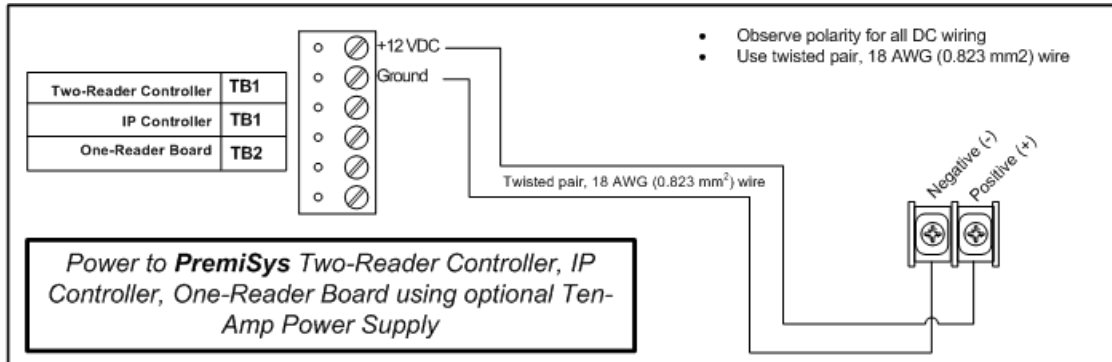 +12 VDC
Ground
• Observe polarity for all DC wiring
• Use twisted pair, 18 AWG (0.823 mm2) wire
Two-Reader Controller TB1
IP Controller TB1
One-Reader Board TB2
Twisted pair, 18 AWG (0.823 mm²) wire
Negative (-)
Positive (+)
Power to PremiSys Two-Reader Controller, IP
Controller, One-Reader Board using optional Ten-
Amp Power Supply